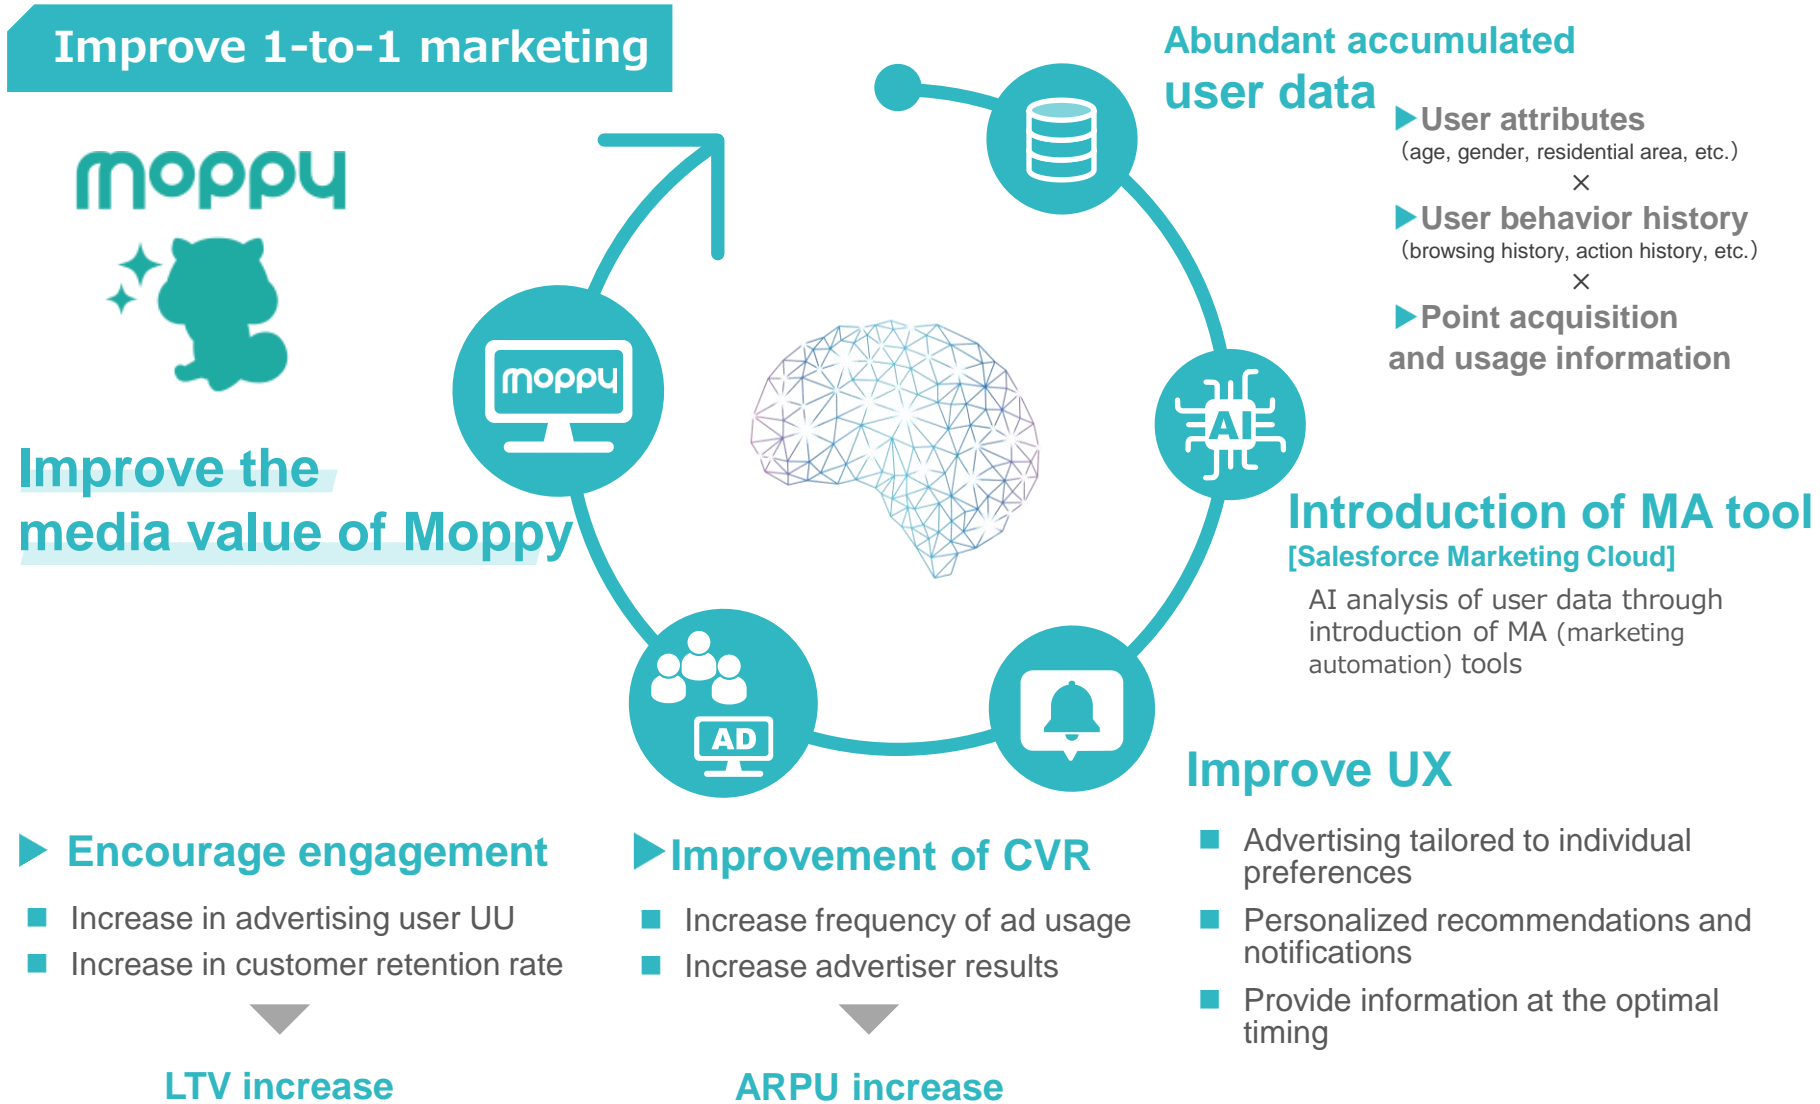 Improve 1-to-1 marketing
moppy
Improve the
media value of Moppy
moppy
Abundant accumulated
user data
▶User attributes
（age, gender, residential area, etc.）
×
▶User behavior history
（browsing history, action history, etc.）
×
▶Point acquisition
and usage information
AI
Introduction of MA tool
[Salesforce Marketing Cloud]
AI analysis of user data through
introduction of MA (marketing
automation) tools
Improve UX
■ Advertising tailored to individual
preferences
■ Personalized recommendations and
notifications
■ Provide information at the optimal
timing
AD
▶Improvement of CVR
■ Increase frequency of ad usage
■ Increase advertiser results
ARPU increase
▶ Encourage engagement
■ Increase in advertising user UU
■ Increase in customer retention rate
LTV increase